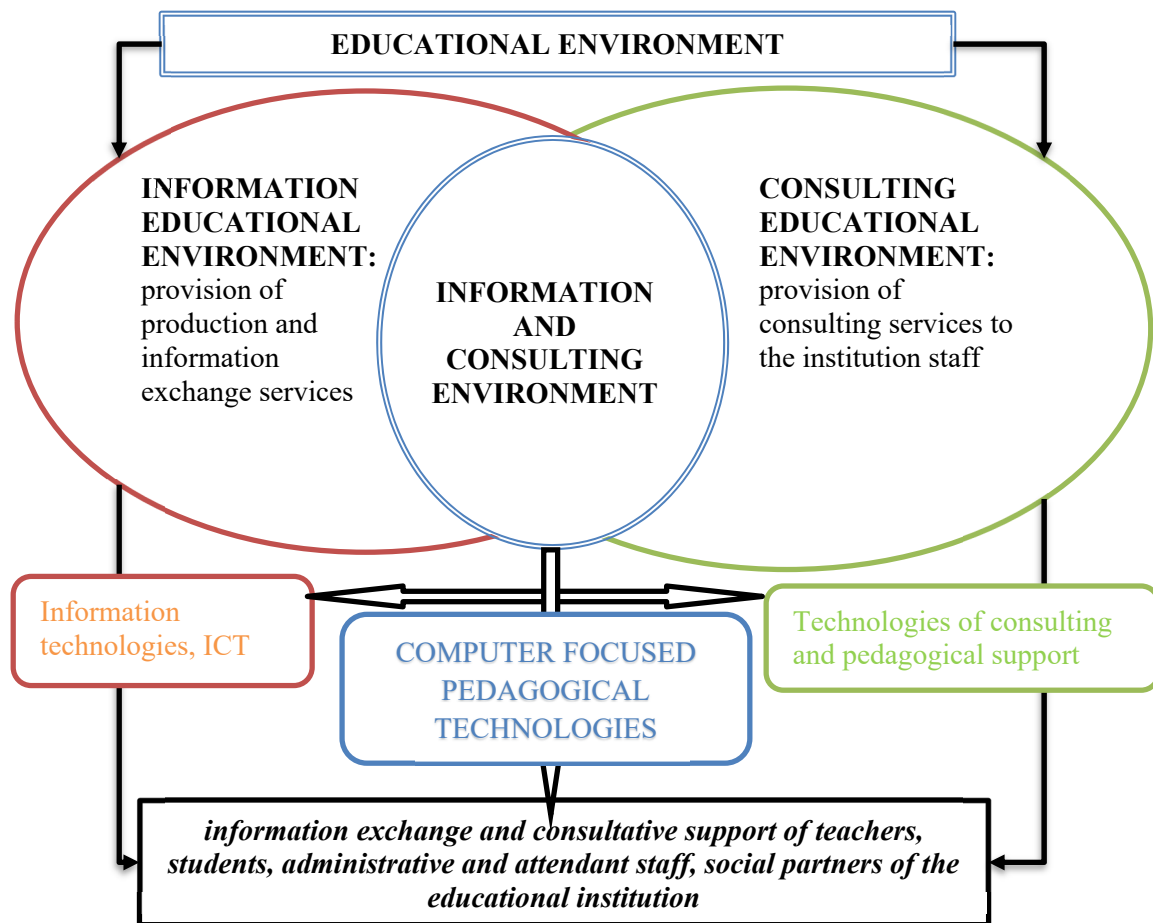 EDUCATIONAL ENVIRONMENT
INFORMATION
EDUCATIONAL
ENVIRONMENT:
provision of
production and
information
exchange services
INFORMATION
AND
CONSULTING
ENVIRONMENT
CONSULTING
EDUCATIONAL
ENVIRONMENT:
provision of
consulting services to
the institution staff
Information
technologies, ICT
COMPUTER FOCUSED
PEDAGOGICAL
TECHNOLOGIES
Technologies of consulting
and pedagogical support
information exchange and consultative support of teachers,
students, administrative and attendant staff, social partners of the
educational institution